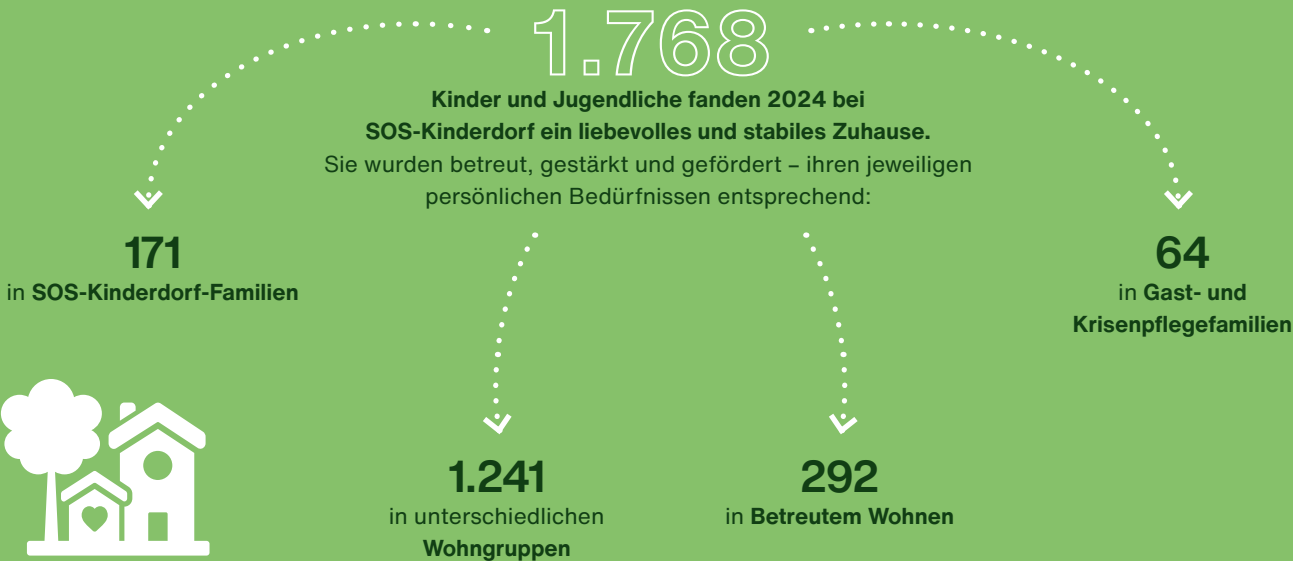 1.768
Kinder und Jugendliche fanden 2024 bei
SOS-Kinderdorf ein liebevolles und stabiles Zuhause.
Sie wurden betreut, gestärkt und gefördert – ihren jeweiligen
persönlichen Bedürfnissen entsprechend:
171
in SOS-Kinderdorf-Familien
1.241
in unterschiedlichen
Wohngruppen
292
in Betreutem Wohnen
64
in Gast- und
Krisenpflegefamilien